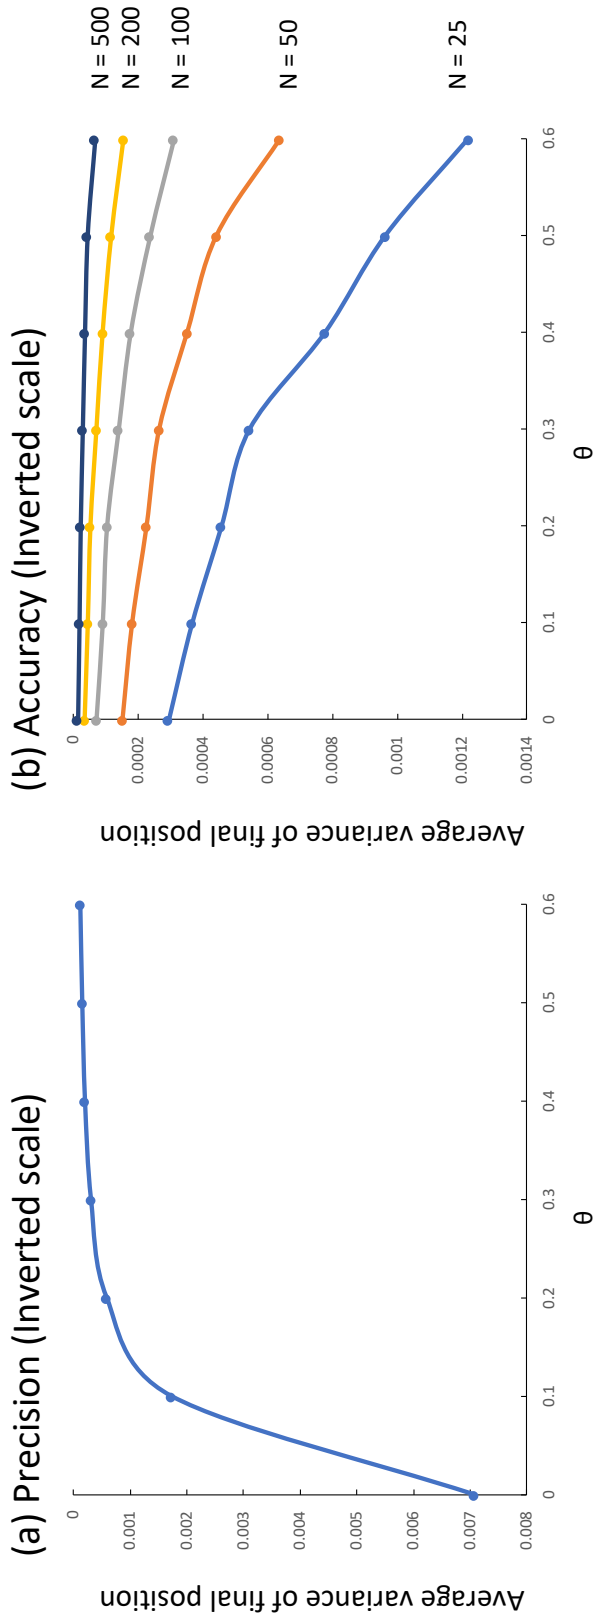 (a) Precision (Inverted scale)
Average variance of final position
0
0.001
0.002
0.003
0.004
0.005
0.006
0.007
0.008
0
0.1
0.2
0.3
0.4
0.5
0.6
θ
(b) Accuracy (Inverted scale)
Average variance of final position
0
0.0002
0.0004
0.0006
0.0008
0.001
0.0012
0.0014
0
0.1
0.2
0.3
0.4
0.5
0.6
θ
N = 500
N = 200
N = 100
N = 50
N = 25